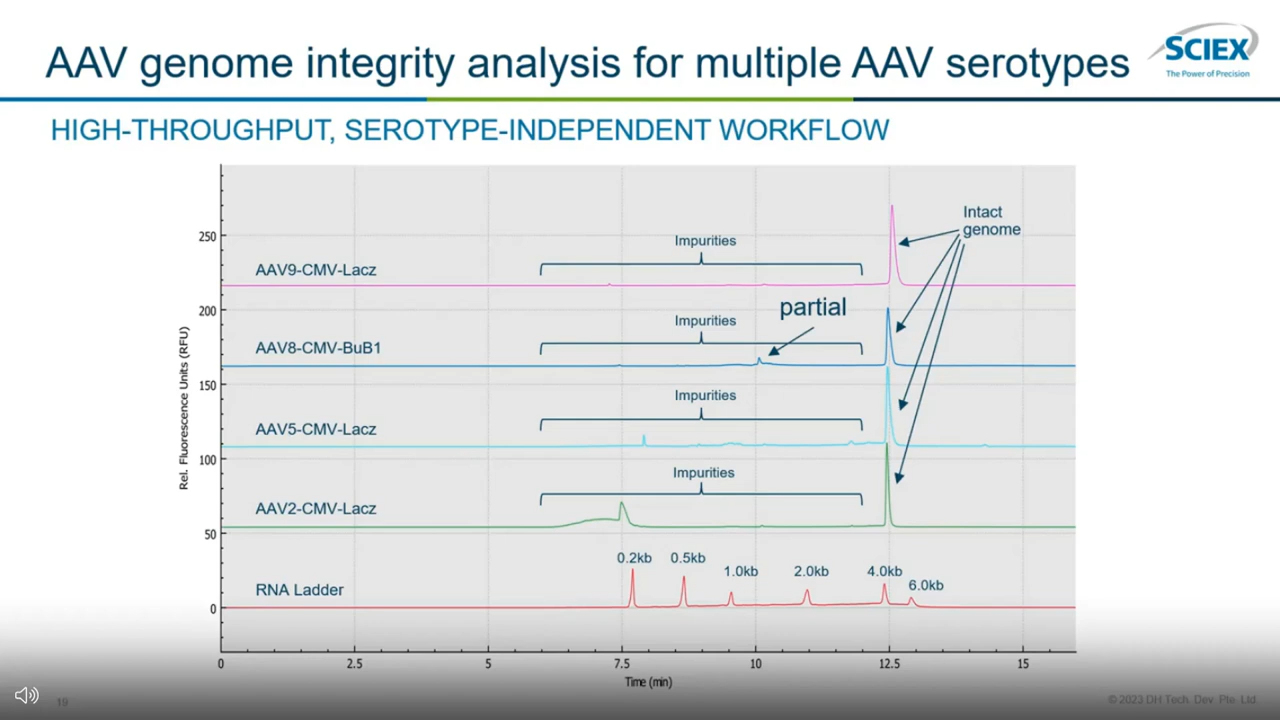 AAV genome integrity analysis for multiple AAV serotypes
SCIEX
The Power of Precision
HIGH-THROUGHPUT, SEROTYPE-INDEPENDENT WORKFLOW
Rel. Fluorescence Units (RFU)
250
200
150
100
50
0
Intact
genome
Impurities
AAV9-CMV-Lacz
partial
Impurities
AAV8-CMV-BuB1
Impurities
AAV5-CMV-Lacz
Impurities
AAV2-CMV-Lacz
0.2kb 0.5kb 1.0kb 2.0kb 4.0kb 6.0kb
RNA Ladder
0 2.5 5 7.5 10 12.5 15
Time (min)
19
© 2023 DH Tech. Dev. Pte. Ltd.